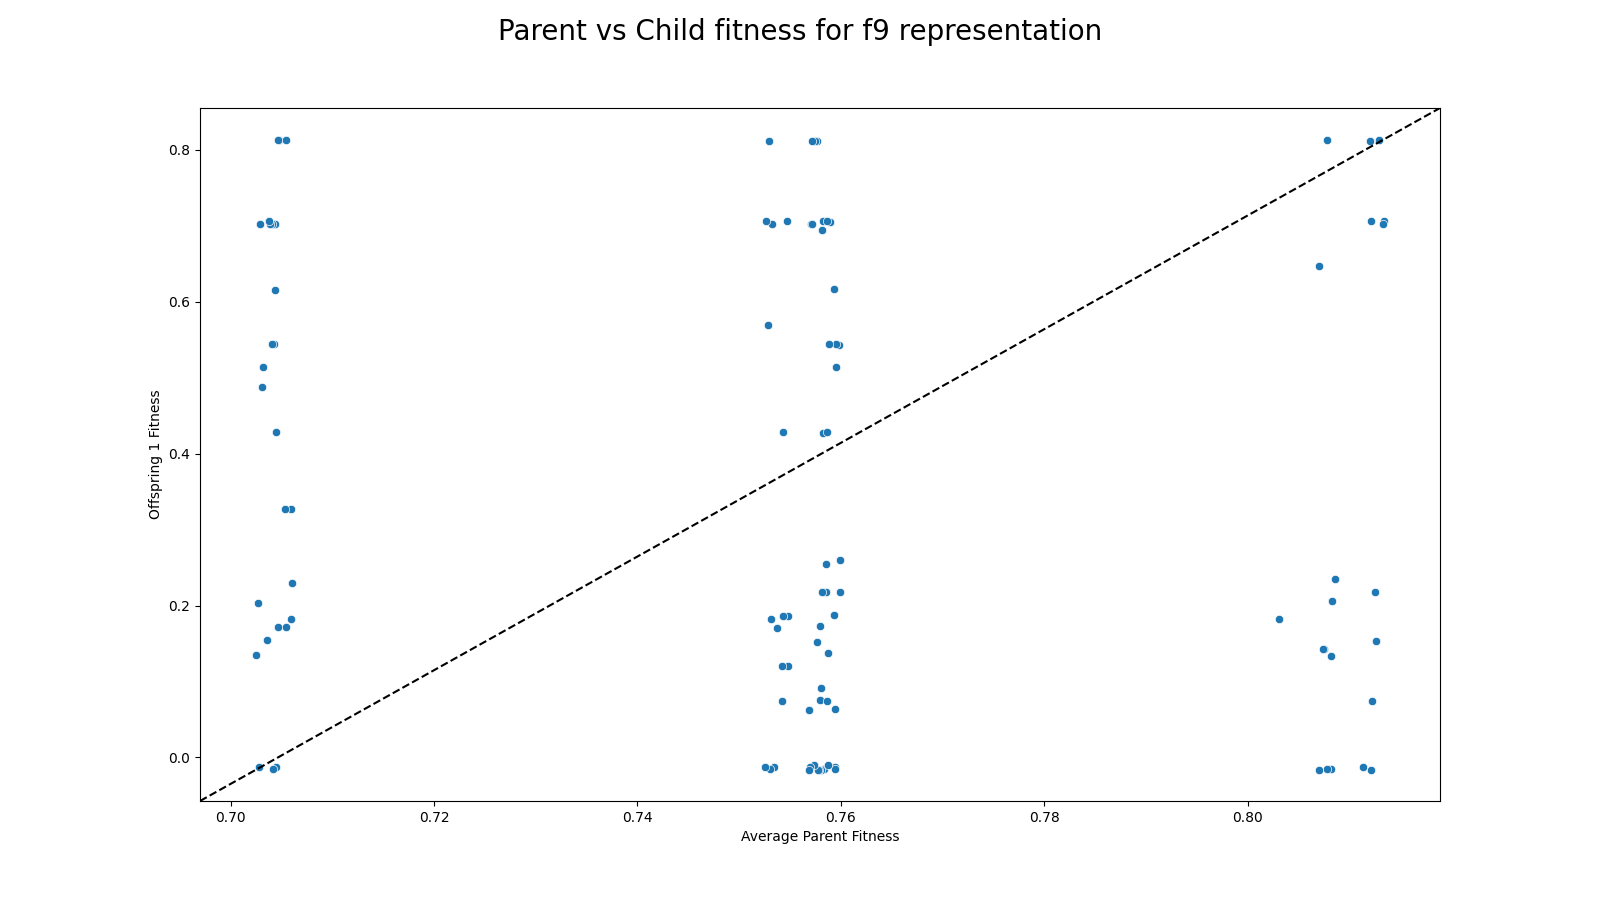 Parent vs Child fitness for f9 representation
0.8
0.6
0.4
0.2
0.0
Offspring 1 Fitness
0.70 0.72 0.74 0.76 0.78 0.80
Average Parent Fitness